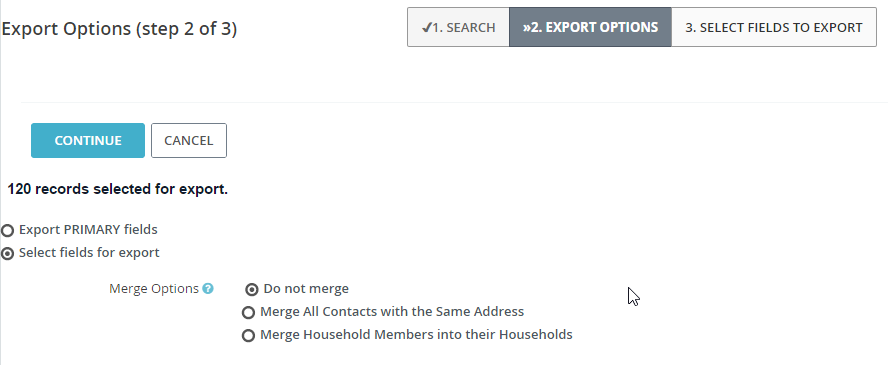 Export Options (step 2 of 3)
✓1. SEARCH
»2. EXPORT OPTIONS
3. SELECT FIELDS TO EXPORT
CONTINUE
CANCEL
120 records selected for export.
Export PRIMARY fields
Select fields for export
Merge Options ?
Do not merge
Merge All Contacts with the Same Address
Merge Household Members into their Households